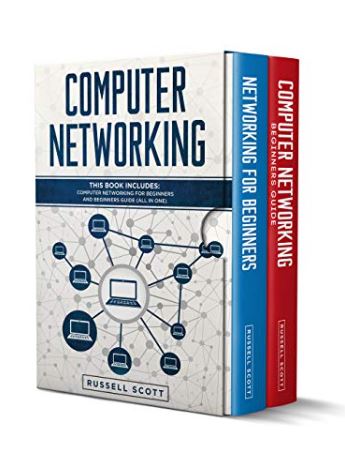 COMPUTER
NETWORKING
THIS BOOK INCLUDES:
COMPUTER NETWORKING FOR BEGINNERS
AND BEGINNERS GUIDE (ALL IN ONE)
RUSSELL SCOTT
NETWORKING FOR BEGINNERS
RUSSELL SCOTT
COMPUTER NETWORKING
BEGINNERS GUIDE
RUSSELL SCOTT